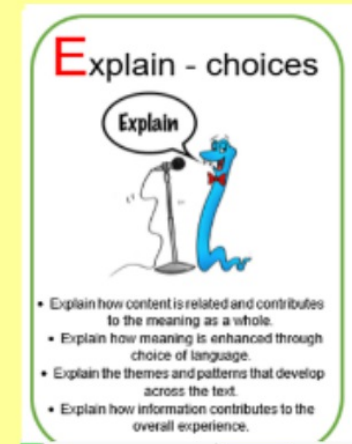 Explain - choices
Explain
• Explain how content is related and contributes
to the meaning as a whole.
• Explain how meaning is enhanced through
choice of language.
• Explain the themes and patterns that develop
across the text.
• Explain how information contributes to the
overall experience.